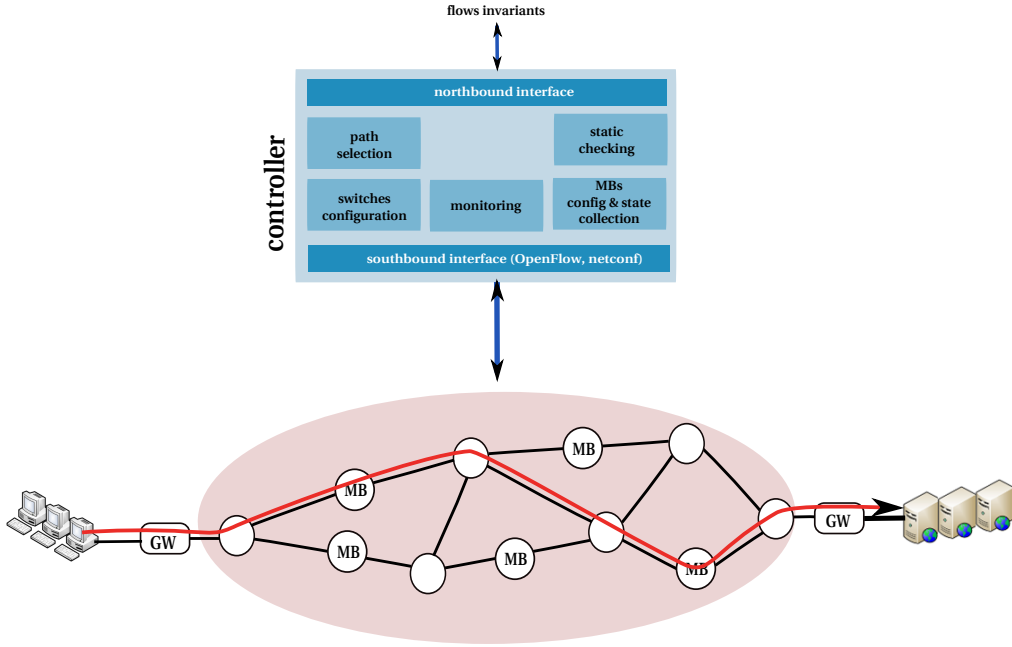 flows invariants
northbound interface
path
selection
static
checking
controller
switches
configuration
monitoring
MBs
config & state
collection
southbound interface (OpenFlow, netconf)
MB
MB
MB
MB
MB
GW
GW